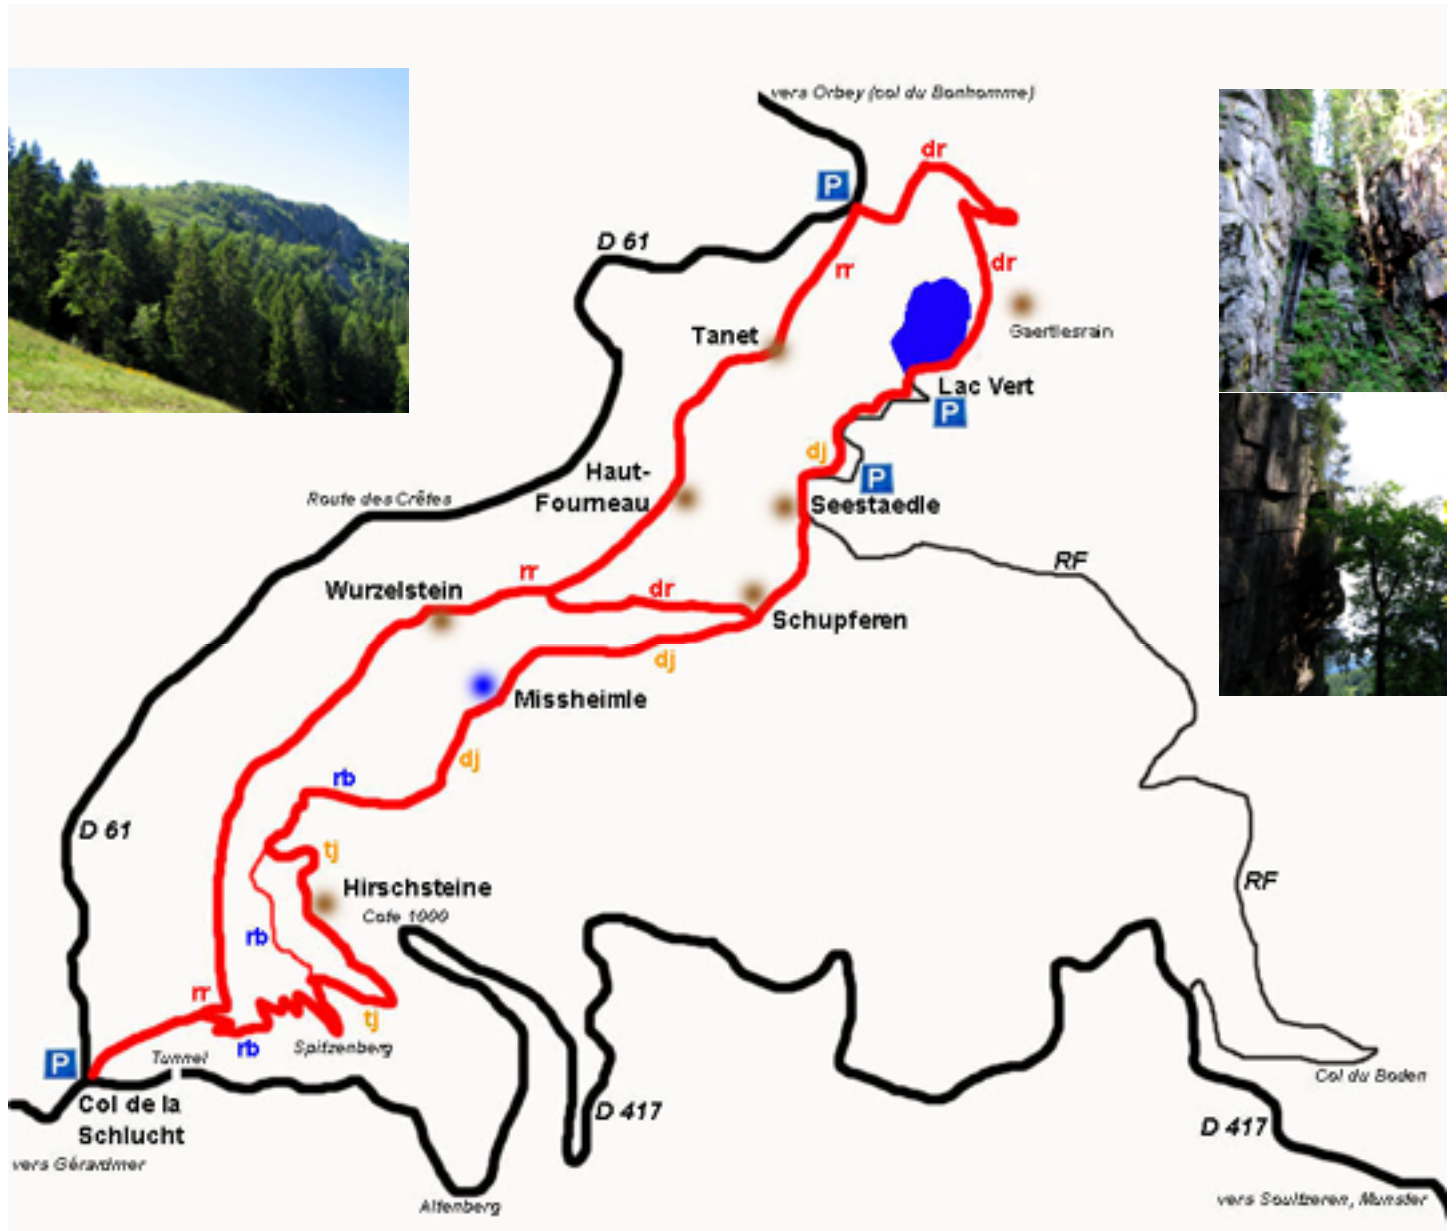 vers Orbey (col du Bonhomme)
dr
P
D 61
rr
dr
Tanet
Gaertlesrain
Lac Vert
P
dj
P
Haut-
Fourneau
Route des Crêtes
Seestaedle
RF
rr
Wurzelstein
dr
Schupferen
dj
Missheimle
dj
rb
D 61
tj
Hirschsteine
Cote 1000
RF
rb
rr
tj
rb
Spitzenberg
Tunnel
P
Col du Boden
Col de la
Schlucht
D 417
D 417
vers Gérardmer
Altenberg
vers Soultzeren, Munster